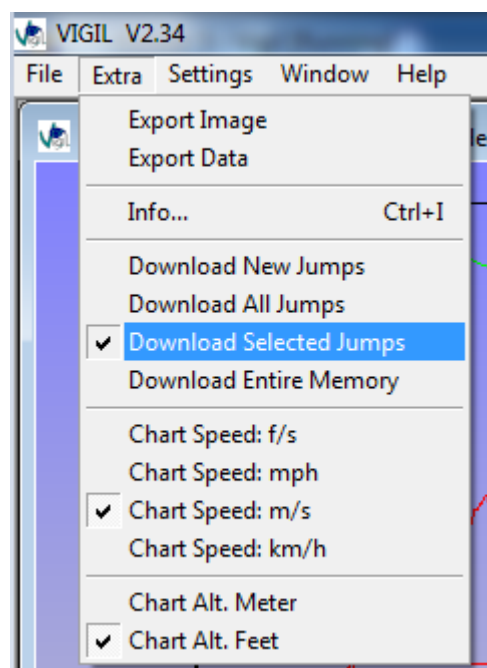 VIGIL V2.34
File Extra Settings Window Help
Export Image
Export Data
Info... Ctrl+I
Download New Jumps
Download All Jumps
Download Selected Jumps
Download Entire Memory
Chart Speed: f/s
Chart Speed: mph
Chart Speed: m/s
Chart Speed: km/h
Chart Alt. Meter
Chart Alt. Feet